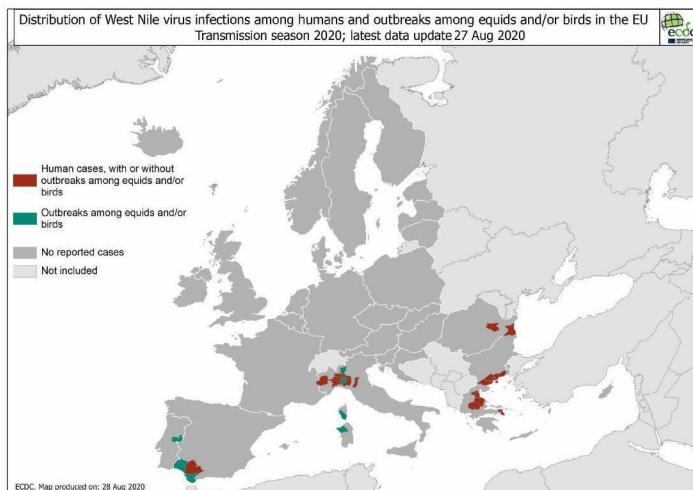 Distribution of West Nile virus infections among humans and outbreaks among equids and/or birds in the EU
Transmission season 2020; latest data update 27 Aug 2020
ecdc
Human cases, with or without
outbreaks among equids and/or
birds
Outbreaks among equids and/or
birds
No reported cases
Not included
ECDC. Map produced on: 28 Aug 2020